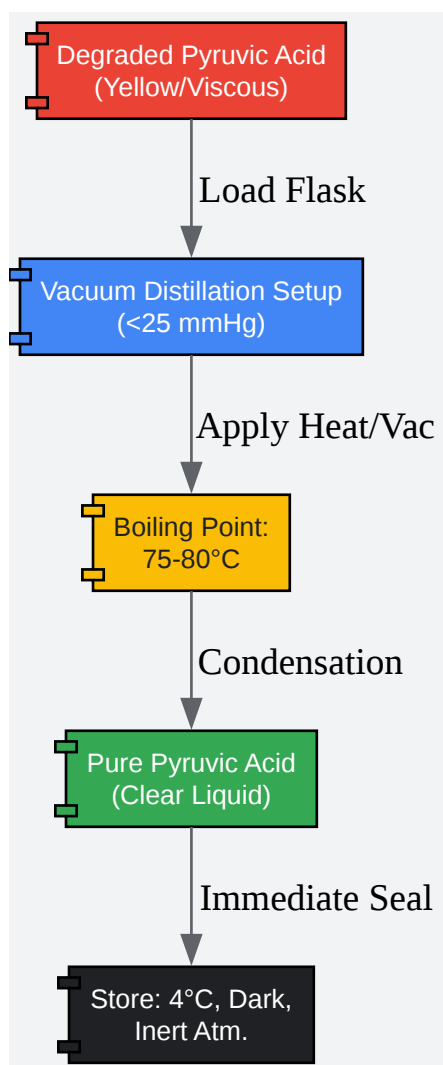 Degraded Pyruvic Acid
(Yellow/Viscous)
Load Flask
Vacuum Distillation Setup
(<25 mmHg)
Apply Heat/Vac
Boiling Point:
75-80°C
Condensation
Pure Pyruvic Acid
(Clear Liquid)
Immediate Seal
Store: 4°C, Dark,
Inert Atm.